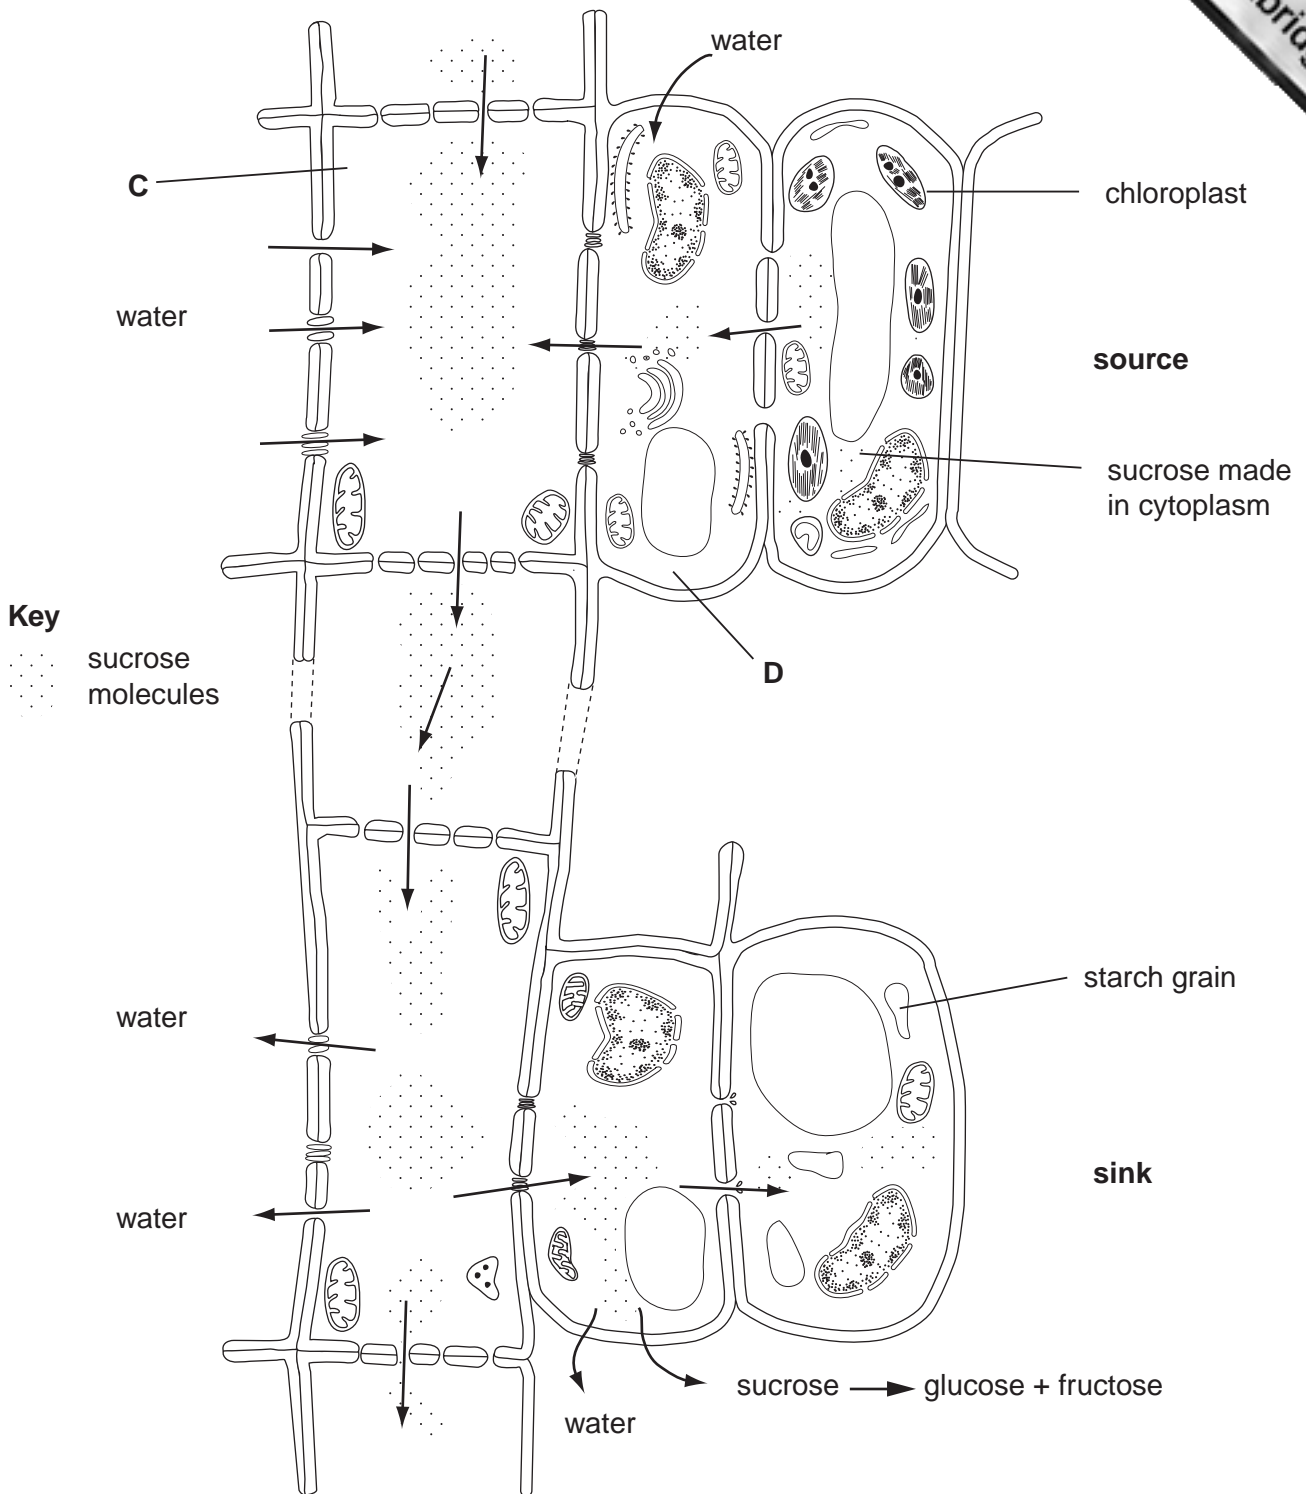 water
C
chloroplast
water
source
sucrose made
in cytoplasm
Key
sucrose
molecules
D
starch grain
water
sink
water
sucrose → glucose + fructose
water